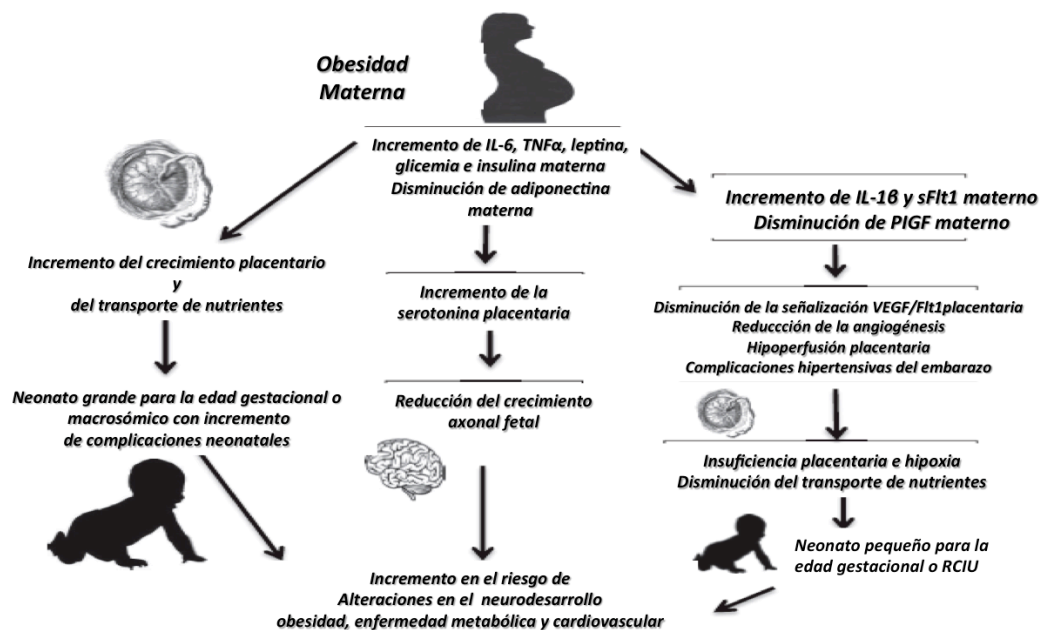 Obesidad
Materna
Incremento de IL-6, TNFα, leptina,
glicemia e insulina materna
Disminución de adiponectina
materna
Incremento del crecimiento placentario
y
del transporte de nutrientes
Neonato grande para la edad gestacional o
macrosómico con incremento
de complicaciones neonatales
Incremento de la
serotonina placentaria
Reducción del crecimiento
axonal fetal
Incremento de IL-1β y sFlt1 materno
Disminución de PIGF materno
Disminución de la señalización VEGF/Flt1placentaria
Reduccción de la angiogénesis
Hipoperfusión placentaria
Complicaciones hipertensivas del embarazo
Insuficiencia placentaria e hipoxia
Disminución del transporte de nutrientes
Neonato pequeño para la
edad gestacional o RCIU
Incremento en el riesgo de
Alteraciones en el neurodesarrollo
obesidad, enfermedad metabólica y cardiovascular